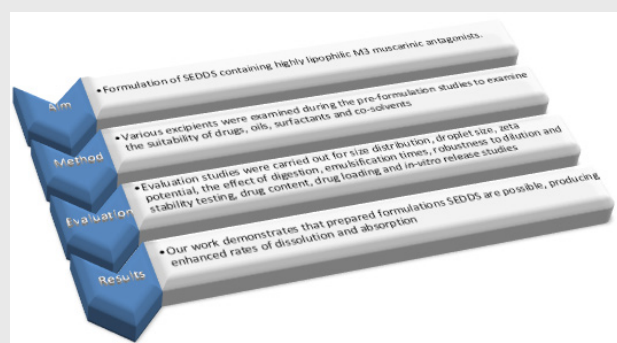 Aim
•Formulation of SEDDS containing highly lipophilic M3 muscarinic antagonists.
Method
•Various excipients were examined during the pre-formulation studies to examine
the suitability of drugs, oils, surfactants and co-solvents
Evaluation
•Evaluation studies were carried out for size distribution, droplet size, zeta
potential, the effect of digestion, emulsification times, robustness to dilution and
stability testing, drug content, drug loading and in-vitro release studies
Results
•Our work demonstrates that prepared formulations SEDDS are possible, producing
enhanced rates of dissolution and absorption